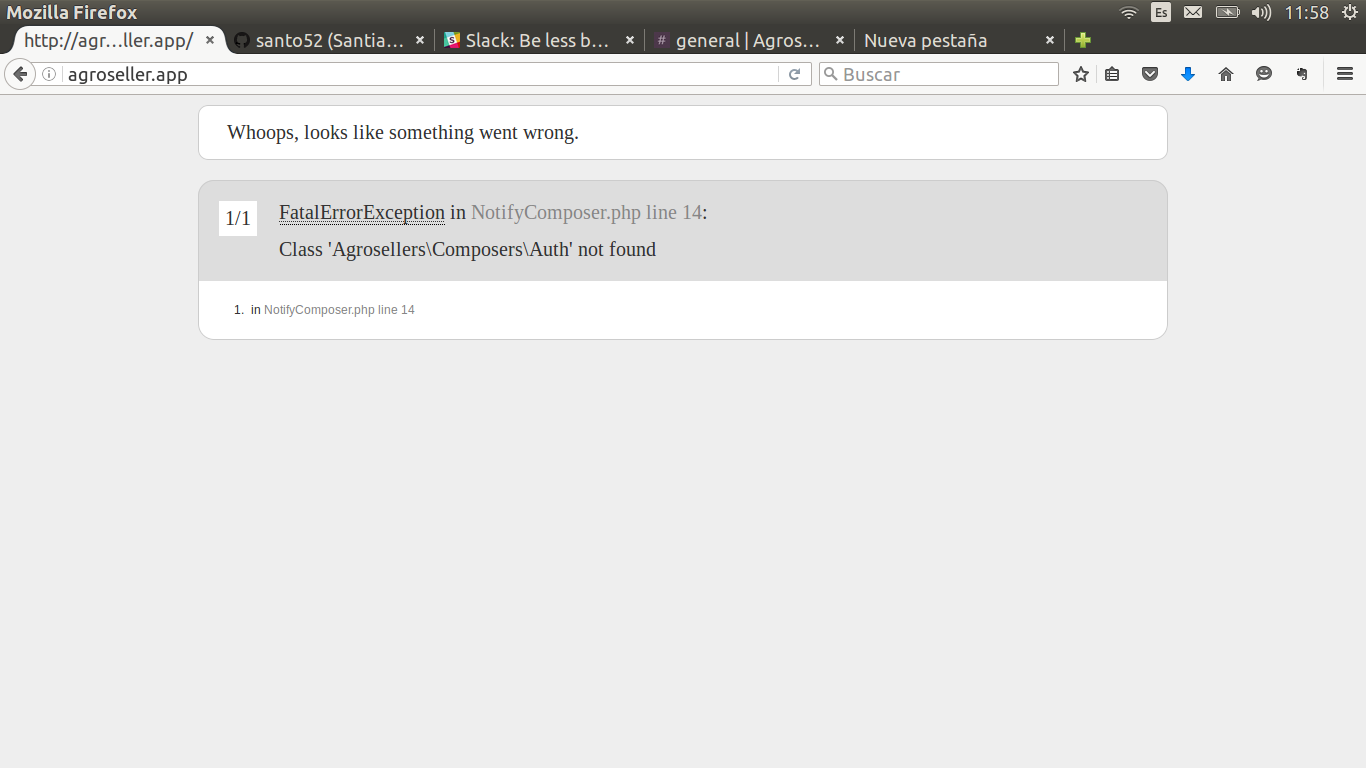 Mozilla Firefox
Es
11:58
http://agr…ller.app/
santo52 (Santia…
Slack: Be less b…
general | Agros…
Nueva pestaña
agroseller.app
Buscar
Whoops, looks like something went wrong.
1/1
FatalErrorException in NotifyComposer.php line 14:
Class 'Agrosellers\Composers\Auth' not found
1. in NotifyComposer.php line 14